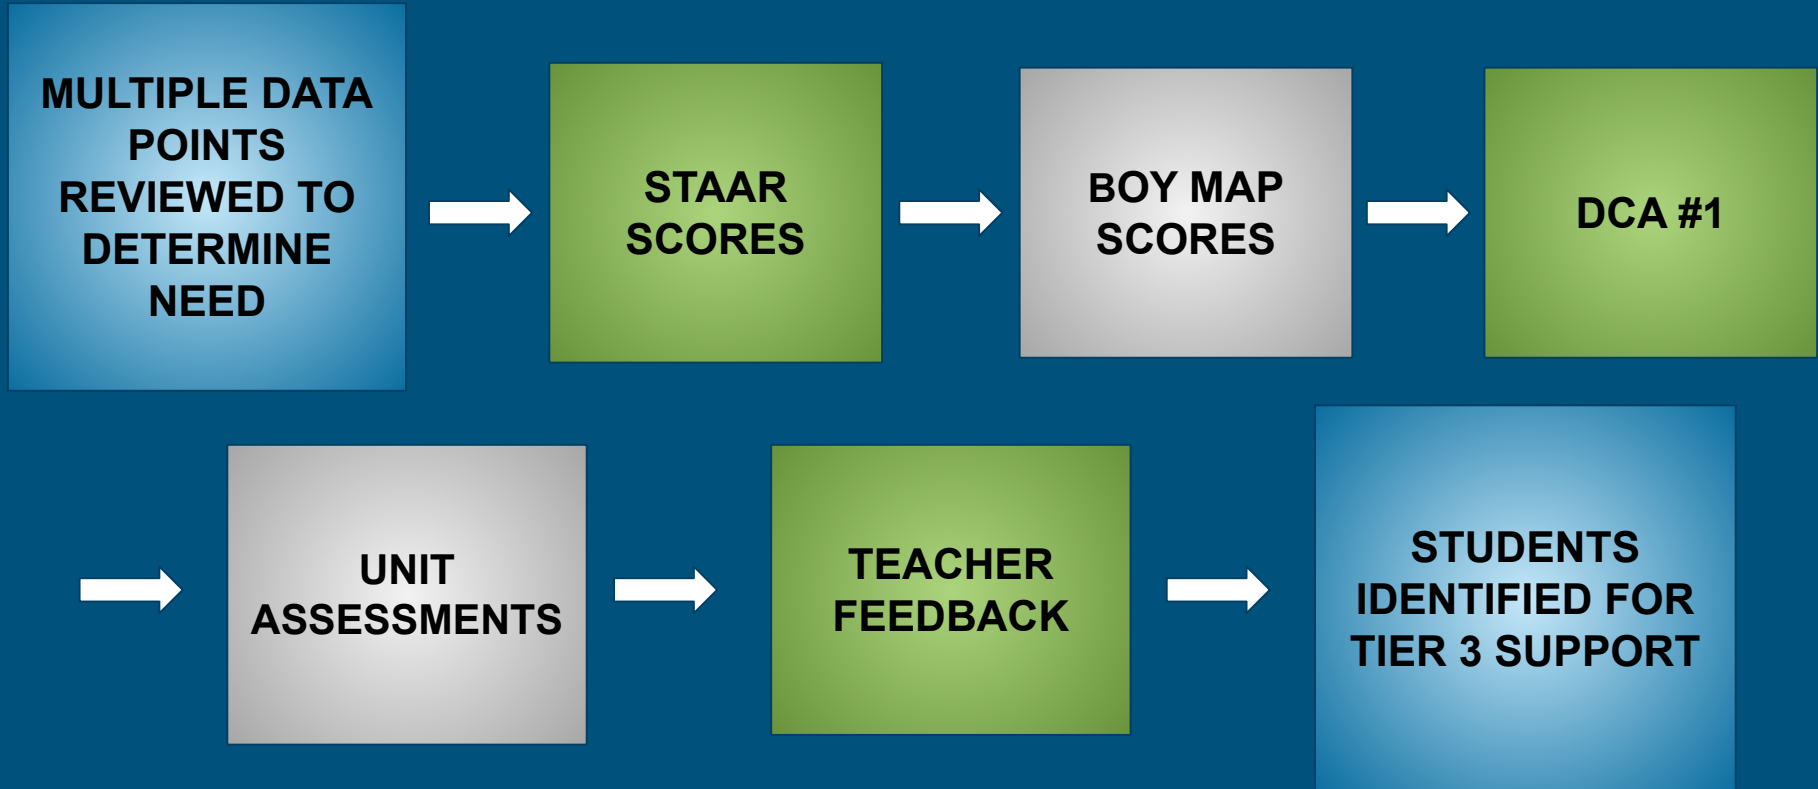 MULTIPLE DATA
POINTS
REVIEWED TO
DETERMINE
NEED
STAAR
SCORES
BOY MAP
SCORES
DCA #1
UNIT
ASSESSMENTS
TEACHER
FEEDBACK
STUDENTS
IDENTIFIED FOR
TIER 3 SUPPORT